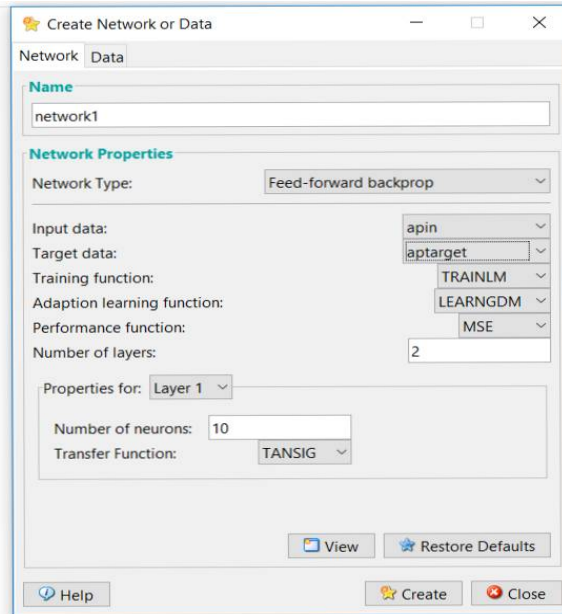 Create Network or Data
Network Data
Name
network1
Network Properties
Network Type: Feed-forward backprop
Input data: apin
Target data: aptarget
Training function: TRAINLM
Adaption learning function: LEARNGDM
Performance function: MSE
Number of layers: 2
Properties for: Layer 1
Number of neurons: 10
Transfer Function: TANSIG
View Restore Defaults
Help Create Close